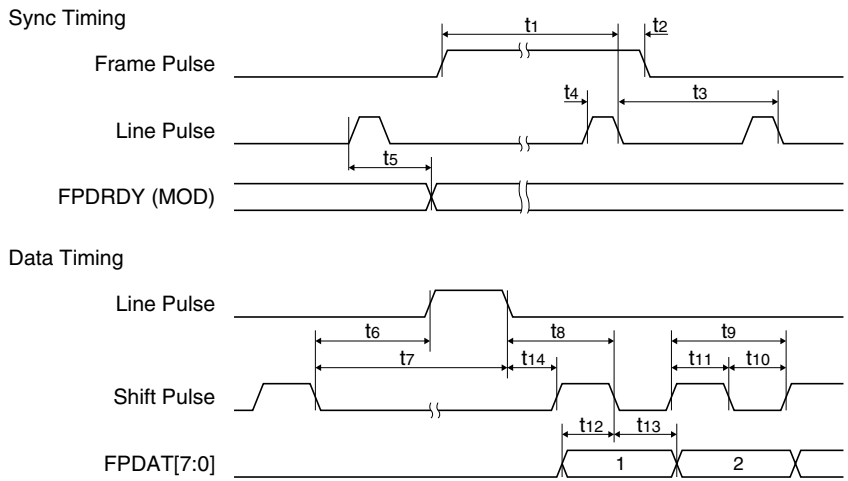 Sync Timing
t1
t2
Frame Pulse
t4
t3
Line Pulse
t5
FPDRDY (MOD)
Data Timing
Line Pulse
t6
t8
t9
t7
t14
t11
t10
Shift Pulse
t12
t13
FPDAT[7:0]
1
2